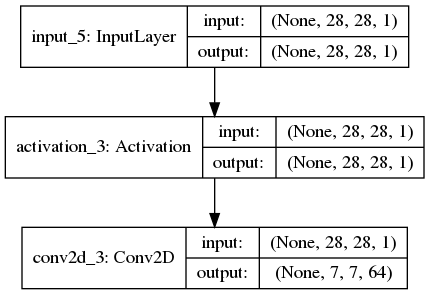 input_5: InputLayer
input: (None, 28, 28, 1)
output: (None, 28, 28, 1)
activation_3: Activation
input: (None, 28, 28, 1)
output: (None, 28, 28, 1)
conv2d_3: Conv2D
input: (None, 28, 28, 1)
output: (None, 7, 7, 64)